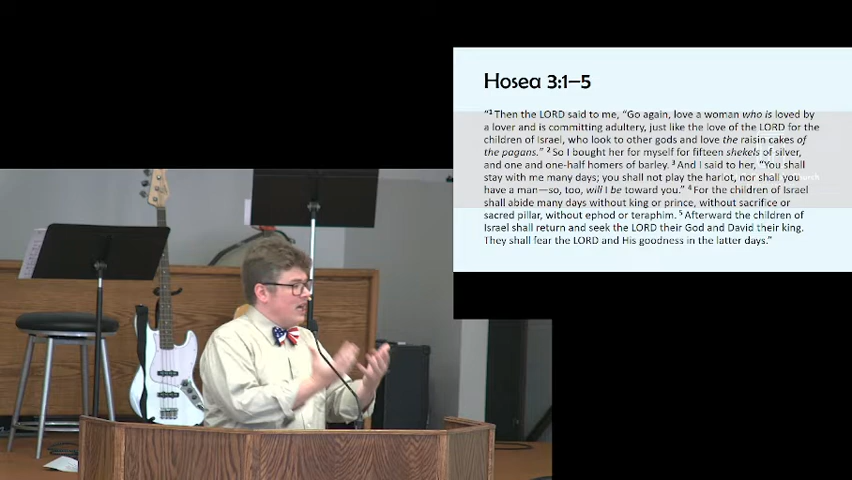 Hosea 3:1–5
“1 Then the LORD said to me, “Go again, love a woman who is loved by
a lover and is committing adultery, just like the love of the LORD for the
children of Israel, who look to other gods and love the raisin cakes of
the pagans.” 2 So I bought her for myself for fifteen shekels of silver,
and one and one-half homers of barley. 3 And I said to her, “You shall
stay with me many days; you shall not play the harlot, nor shall you
have a man—so, too, will I be toward you.” 4 For the children of Israel
shall abide many days without king or prince, without sacrifice or
sacred pillar, without ephod or teraphim. 5 Afterward the children of
Israel shall return and seek the LORD their God and David their king.
They shall fear the LORD and His goodness in the latter days.”